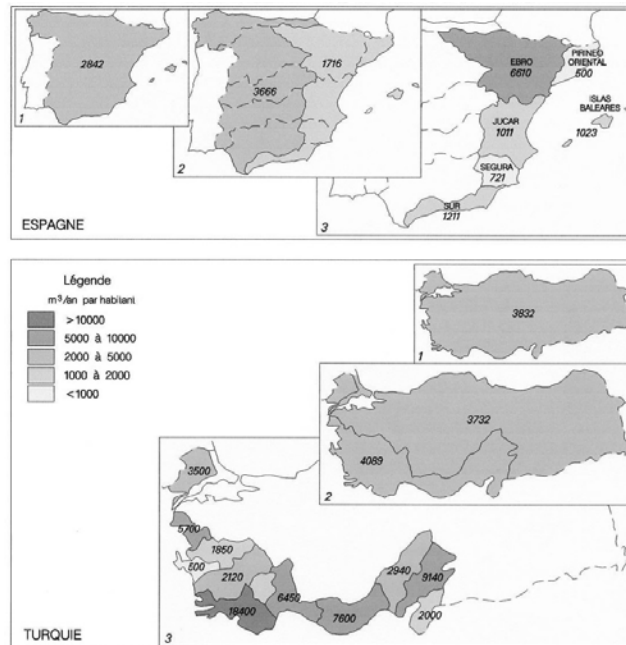 2842
1
3666
1716
2
EBRO
6610
PIRINEO
ORIENTAL
500
ISLAS
BALEARES
1023
JUCAR
1011
SEGURA
721
SUR
1211
3
ESPAGNE
Légende
m³/an par habitant
>10000
5000 à 10000
2000 à 5000
1000 à 2000
<1000
3832
1
3732
4089
2
3500
5700
1850
500
2120
18400
6450
7600
2940
9140
2000
3
TURQUIE